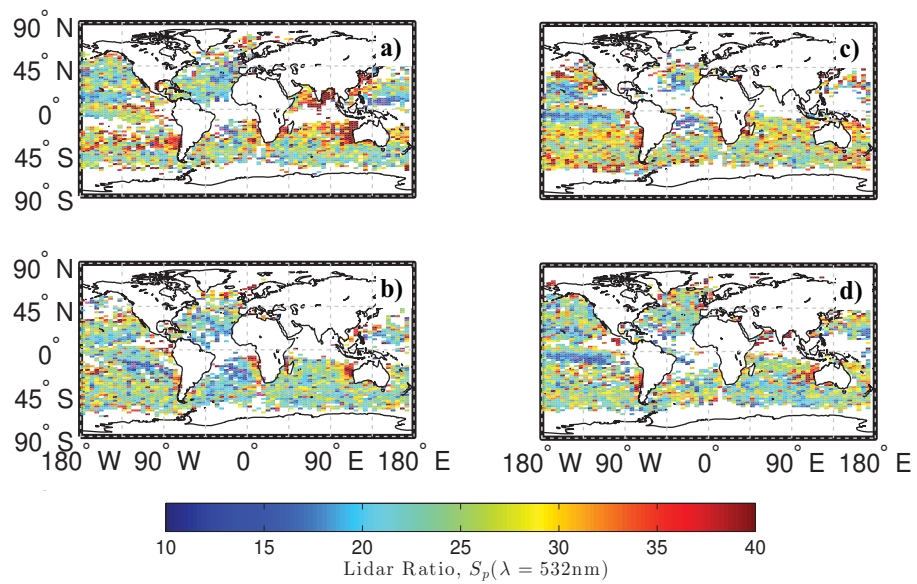 90° N
45° N
0°
45° S
90° S
a)
c)
90° N
45° N
0°
45° S
90° S
b)
d)
180° W 90° W 0° 90° E 180° E
180° W 90° W 0° 90° E 180° E
10 15 20 25 30 35 40
Lidar Ratio, Sₚ(λ = 532nm)